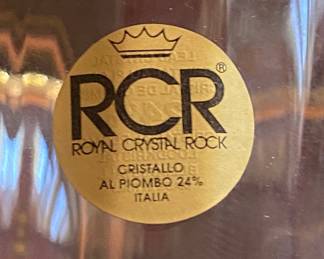 RCR®
ROYAL CRYSTAL ROCK
CRISTALLO
AL PIOMBO 24%
ITALIA